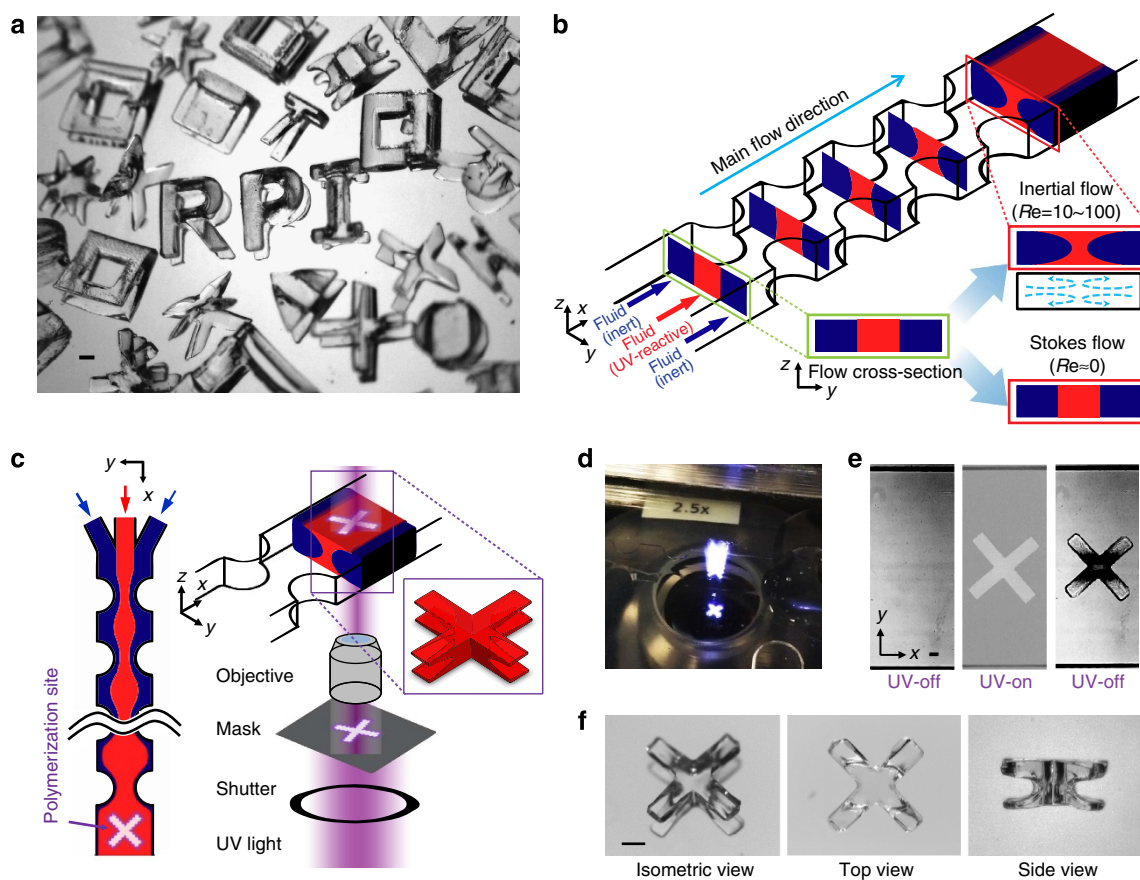 a
R P I
b
Main flow direction
Inertial flow
(Re=10~100)
z x
y
Fluid
(inert)
Fluid
(UV-reactive)
Fluid
(inert)
Flow cross-section
z
y
Stokes flow
(Re≈0)
c
y
x
z
x
y
Polymerization site
Objective
Mask
Shutter
UV light
d
2.5x
e
y
x
UV-off UV-on UV-off
f
Isometric view Top view Side view